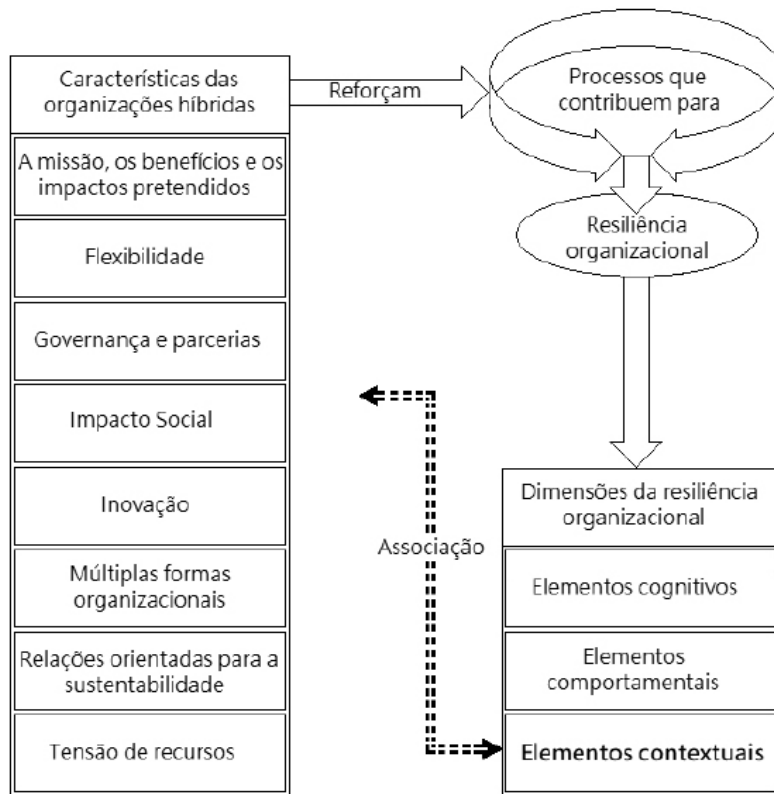 Características das
organizações híbridas
A missão, os benefícios e os
impactos pretendidos
Flexibilidade
Governança e parcerias
Impacto Social
Inovação
Múltiplas formas
organizacionais
Relações orientadas para a
sustentabilidade
Tensão de recursos
Reforçam
Processos que
contribuem para
Resiliência
organizacional
Associação
Dimensões da resiliência
organizacional
Elementos cognitivos
Elementos
comportamentais
Elementos contextuais